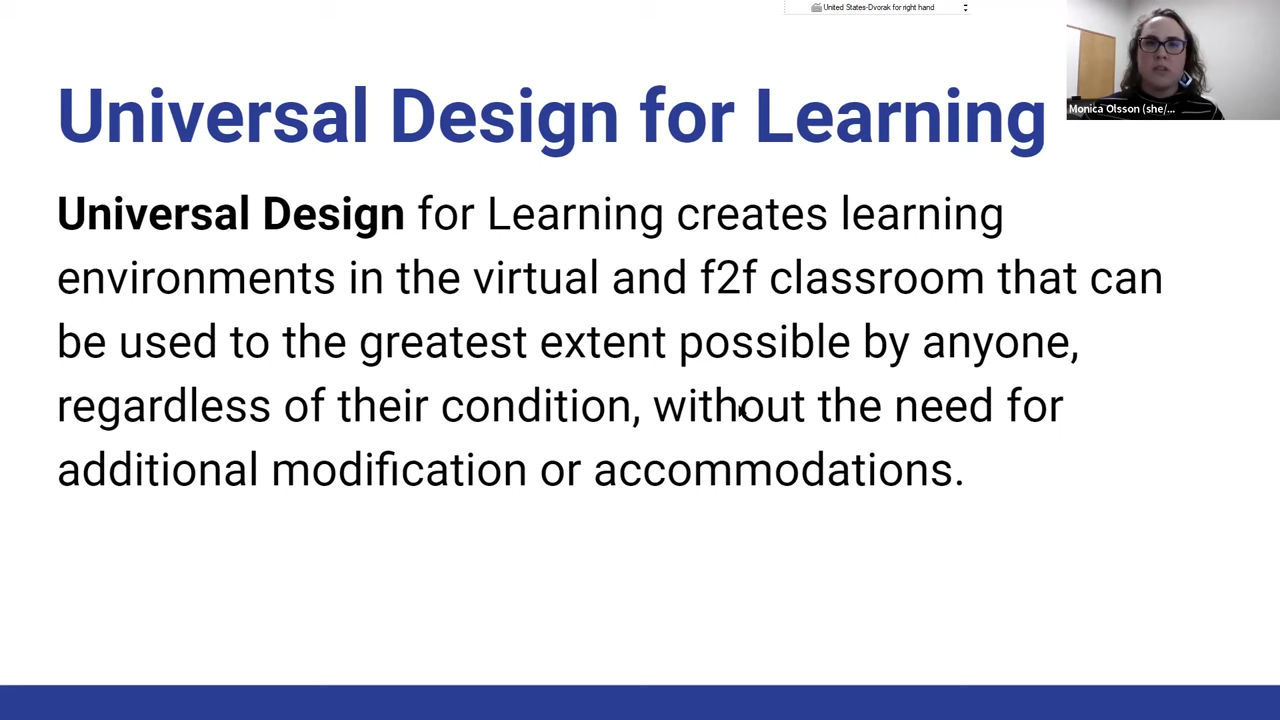 United States-Dvorak for right hand
Monica Olsson (she/...
Universal Design for Learning
Universal Design for Learning creates learning
environments in the virtual and f2f classroom that can
be used to the greatest extent possible by anyone,
regardless of their condition, without the need for
additional modification or accommodations.